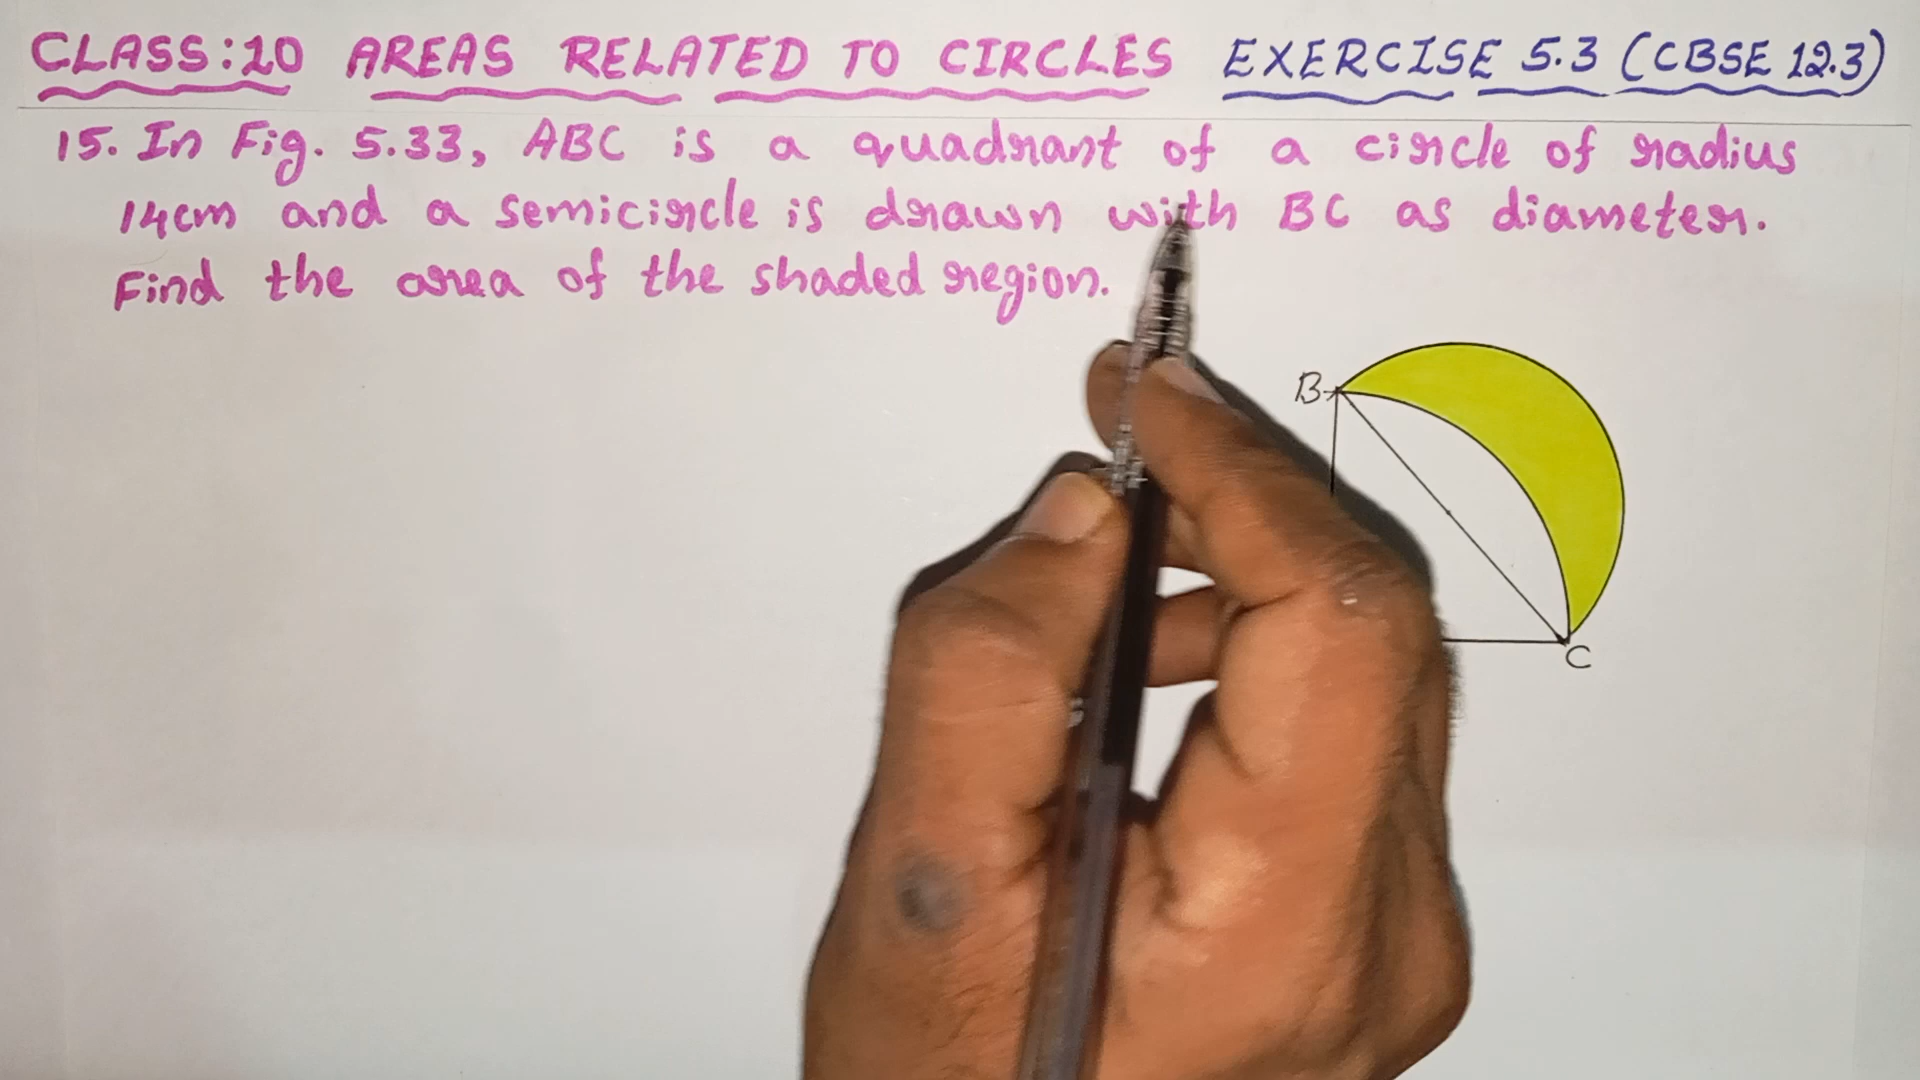 CLASS:10 AREAS RELATED TO CIRCLES EXERCISE 5.3 (CBSE 12.3)
15. In Fig. 5.33, ABC is a quadrant of a circle of radius
14cm and a semicircle is drawn with BC as diameter.
Find the area of the shaded region.
B
C